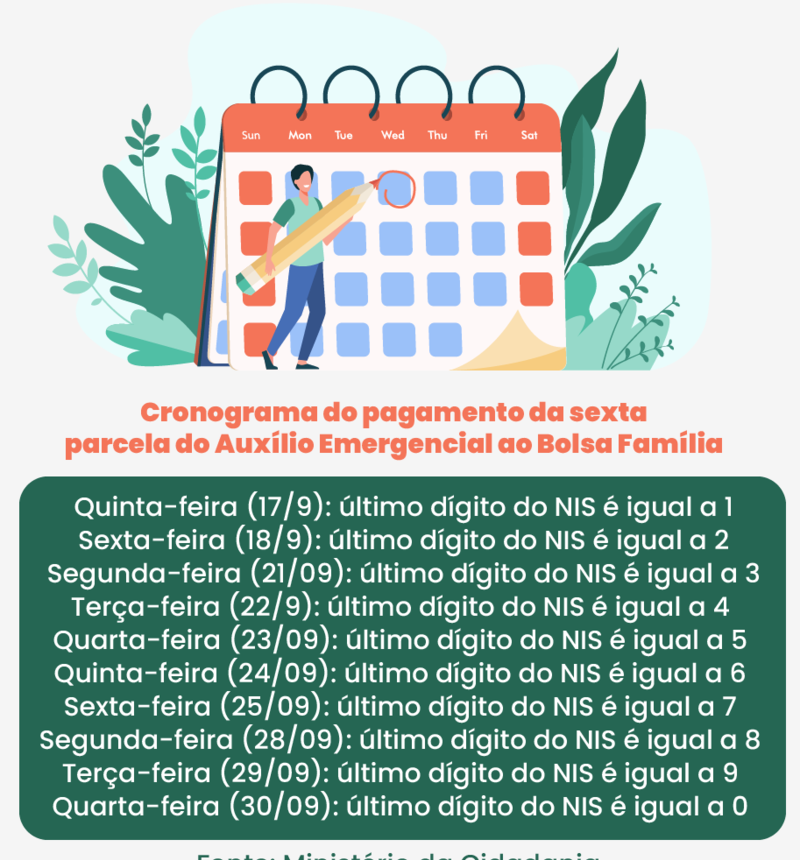 Sun Mon Tue Wed Thu Fri Sat
Cronograma do pagamento da sexta
parcela do Auxílio Emergencial ao Bolsa Família
Quinta-feira (17/9): último dígito do NIS é igual a 1
Sexta-feira (18/9): último dígito do NIS é igual a 2
Segunda-feira (21/09): último dígito do NIS é igual a 3
Terça-feira (22/9): último dígito do NIS é igual a 4
Quarta-feira (23/09): último dígito do NIS é igual a 5
Quinta-feira (24/09): último dígito do NIS é igual a 6
Sexta-feira (25/09): último dígito do NIS é igual a 7
Segunda-feira (28/09): último dígito do NIS é igual a 8
Terça-feira (29/09): último dígito do NIS é igual a 9
Quarta-feira (30/09): último dígito do NIS é igual a 0
Fonte: Ministério da Cidadania